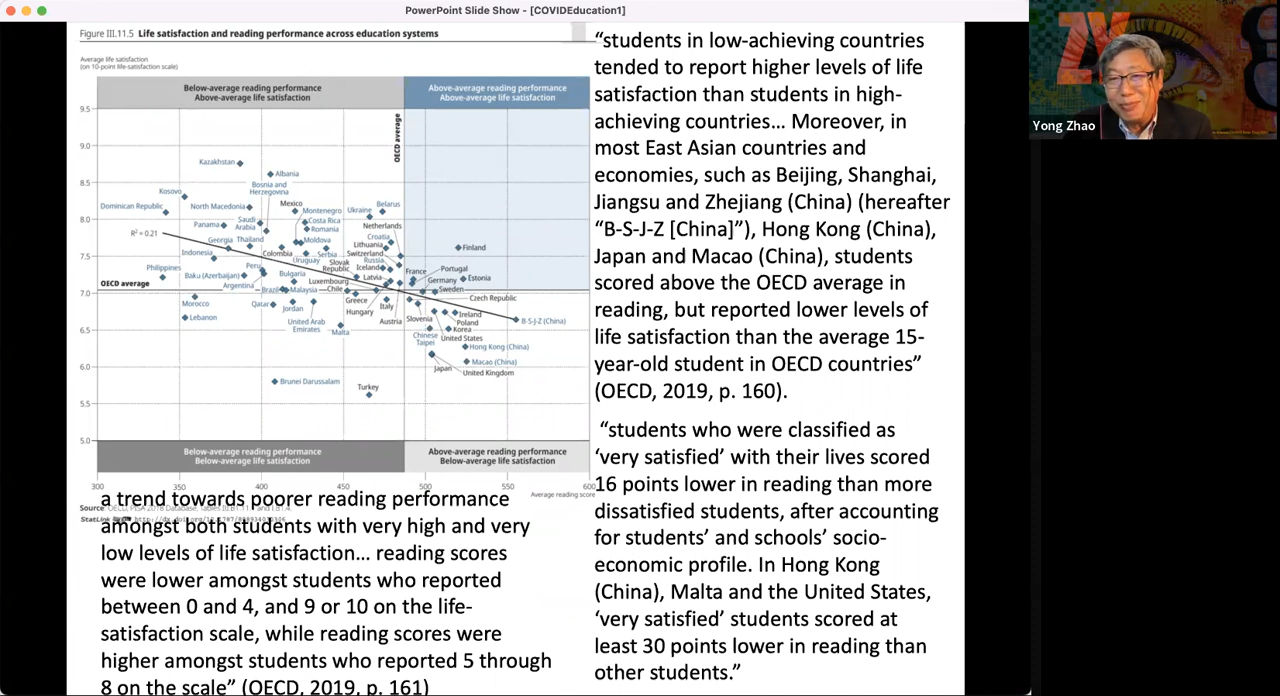 PowerPoint Slide Show - [COVIDEducation1]
Figure III.11.5 Life satisfaction and reading performance across education systems
Average life satisfaction
(on 10-point life-satisfaction scale)
Below-average reading performance
Above-average life satisfaction
Above-average reading performance
Above-average life satisfaction
OECD average
9.5
9.0
8.5
8.0
7.5
7.0
6.5
6.0
5.5
5.0
Kazakhstan
Albania
Bosnia and
Herzegovina
Kosovo
Dominican Republic
North Macedonia
Mexico
Montenegro
Ukraine
Belarus
Panama
Saudi
Arabia
Costa Rica
Romania
Netherlands
R² = 0.21
Georgia
Thailand
Moldova
Croatia
Lithuania
Finland
Indonesia
Colombia
Serbia
Switzerland
Uruguay
Slovak
Republic
Russia
Iceland
Philippines
Peru
Baku (Azerbaijan)
Bulgaria
Latvia
France
Portugal
Germany
Estonia
OECD average
Argentina
Brazil
Malaysia
Luxembourg
Chile
Sweden
Czech Republic
Morocco
Qatar
Jordan
Greece
Hungary
Italy
Lebanon
United Arab
Emirates
Malta
Austria
Slovenia
Ireland
Poland
Korea
B-S-J-Z (China)
Chinese
Taipei
United States
Hong Kong (China)
Macao (China)
Japan
United Kingdom
Brunei Darussalam
Turkey
Below-average reading performance
Below-average life satisfaction
Above-average reading performance
Below-average life satisfaction
300
350
400
450
500
550
600
Average reading score
Source: OECD, PISA 2018 Database, Tables III.B1.11.1 and I.B1.4.
StatLink
a trend towards poorer reading performance
amongst both students with very high and very
low levels of life satisfaction... reading scores
were lower amongst students who reported
between 0 and 4, and 9 or 10 on the life-
satisfaction scale, while reading scores were
higher amongst students who reported 5 through
8 on the scale” (OECD, 2019, p. 161)
“students in low-achieving countries
tended to report higher levels of life
satisfaction than students in high-
achieving countries... Moreover, in
most East Asian countries and
economies, such as Beijing, Shanghai,
Jiangsu and Zhejiang (China) (hereafter
“B-S-J-Z [China]”), Hong Kong (China),
Japan and Macao (China), students
scored above the OECD average in
reading, but reported lower levels of
life satisfaction than the average 15-
year-old student in OECD countries”
(OECD, 2019, p. 160).
“students who were classified as
‘very satisfied’ with their lives scored
16 points lower in reading than more
dissatisfied students, after accounting
for students’ and schools’ socio-
economic profile. In Hong Kong
(China), Malta and the United States,
‘very satisfied’ students scored at
least 30 points lower in reading than
other students.”
Yong Zhao